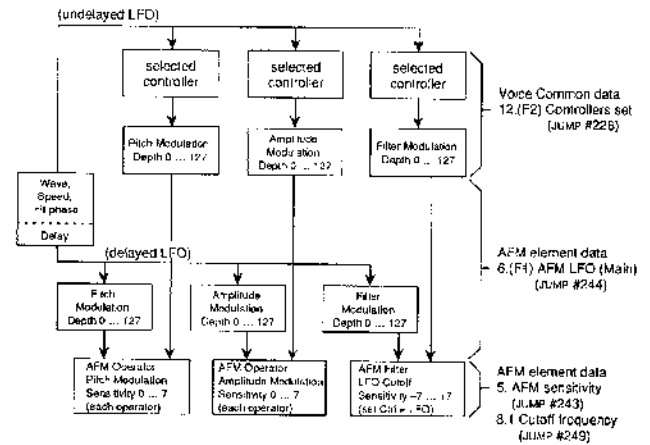 (undelayed LFO)
selected
controller
selected
controller
selected
controller
Voice Common data
12.(F2) Controllers set
(JUMP #226)
Pitch Modulation
Depth 0 ... 127
Amplitude
Modulation
Depth 0 ... 127
Filter Modulation
Depth 0 ... 127
Wave,
Speed,
phase
Delay
(delayed LFO)
AFM element data
6.(F1) AFM LFO (Main)
(JUMP #244)
Pitch
Modulation
Depth 0 ... 127
Amplitude
Modulation
Depth 0 ... 127
Filter
Modulation
Depth 0 ... 127
AFM Operator
Pitch Modulation
Sensitivity 0 ... 7
(each operator)
AFM Operator
Amplitude Modulation
Sensitivity 0 ... 7
(each operator)
AFM Filter
LFO Cutoff
Sensitivity -7 ... +7
(set LFO)
AFM element data
5. AFM sensitivity
(JUMP #243)
8.1 Cutoff frequency
(JUMP #249)